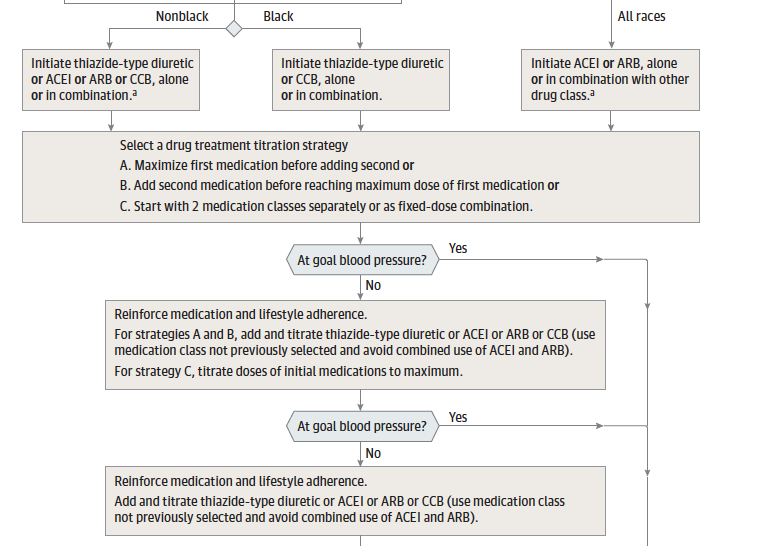 Nonblack
Black
All races
Initiate thiazide-type diuretic
or ACEI or ARB or CCB, alone
or in combination.a
Initiate thiazide-type diuretic
or CCB, alone
or in combination.
Initiate ACEI or ARB, alone
or in combination with other
drug class.a
Select a drug treatment titration strategy
A. Maximize first medication before adding second or
B. Add second medication before reaching maximum dose of first medication or
C. Start with 2 medication classes separately or as fixed-dose combination.
At goal blood pressure?
Yes
No
Reinforce medication and lifestyle adherence.
For strategies A and B, add and titrate thiazide-type diuretic or ACEI or ARB or CCB (use
medication class not previously selected and avoid combined use of ACEI and ARB).
For strategy C, titrate doses of initial medications to maximum.
At goal blood pressure?
Yes
No
Reinforce medication and lifestyle adherence.
Add and titrate thiazide-type diuretic or ACEI or ARB or CCB (use medication class
not previously selected and avoid combined use of ACEI and ARB).